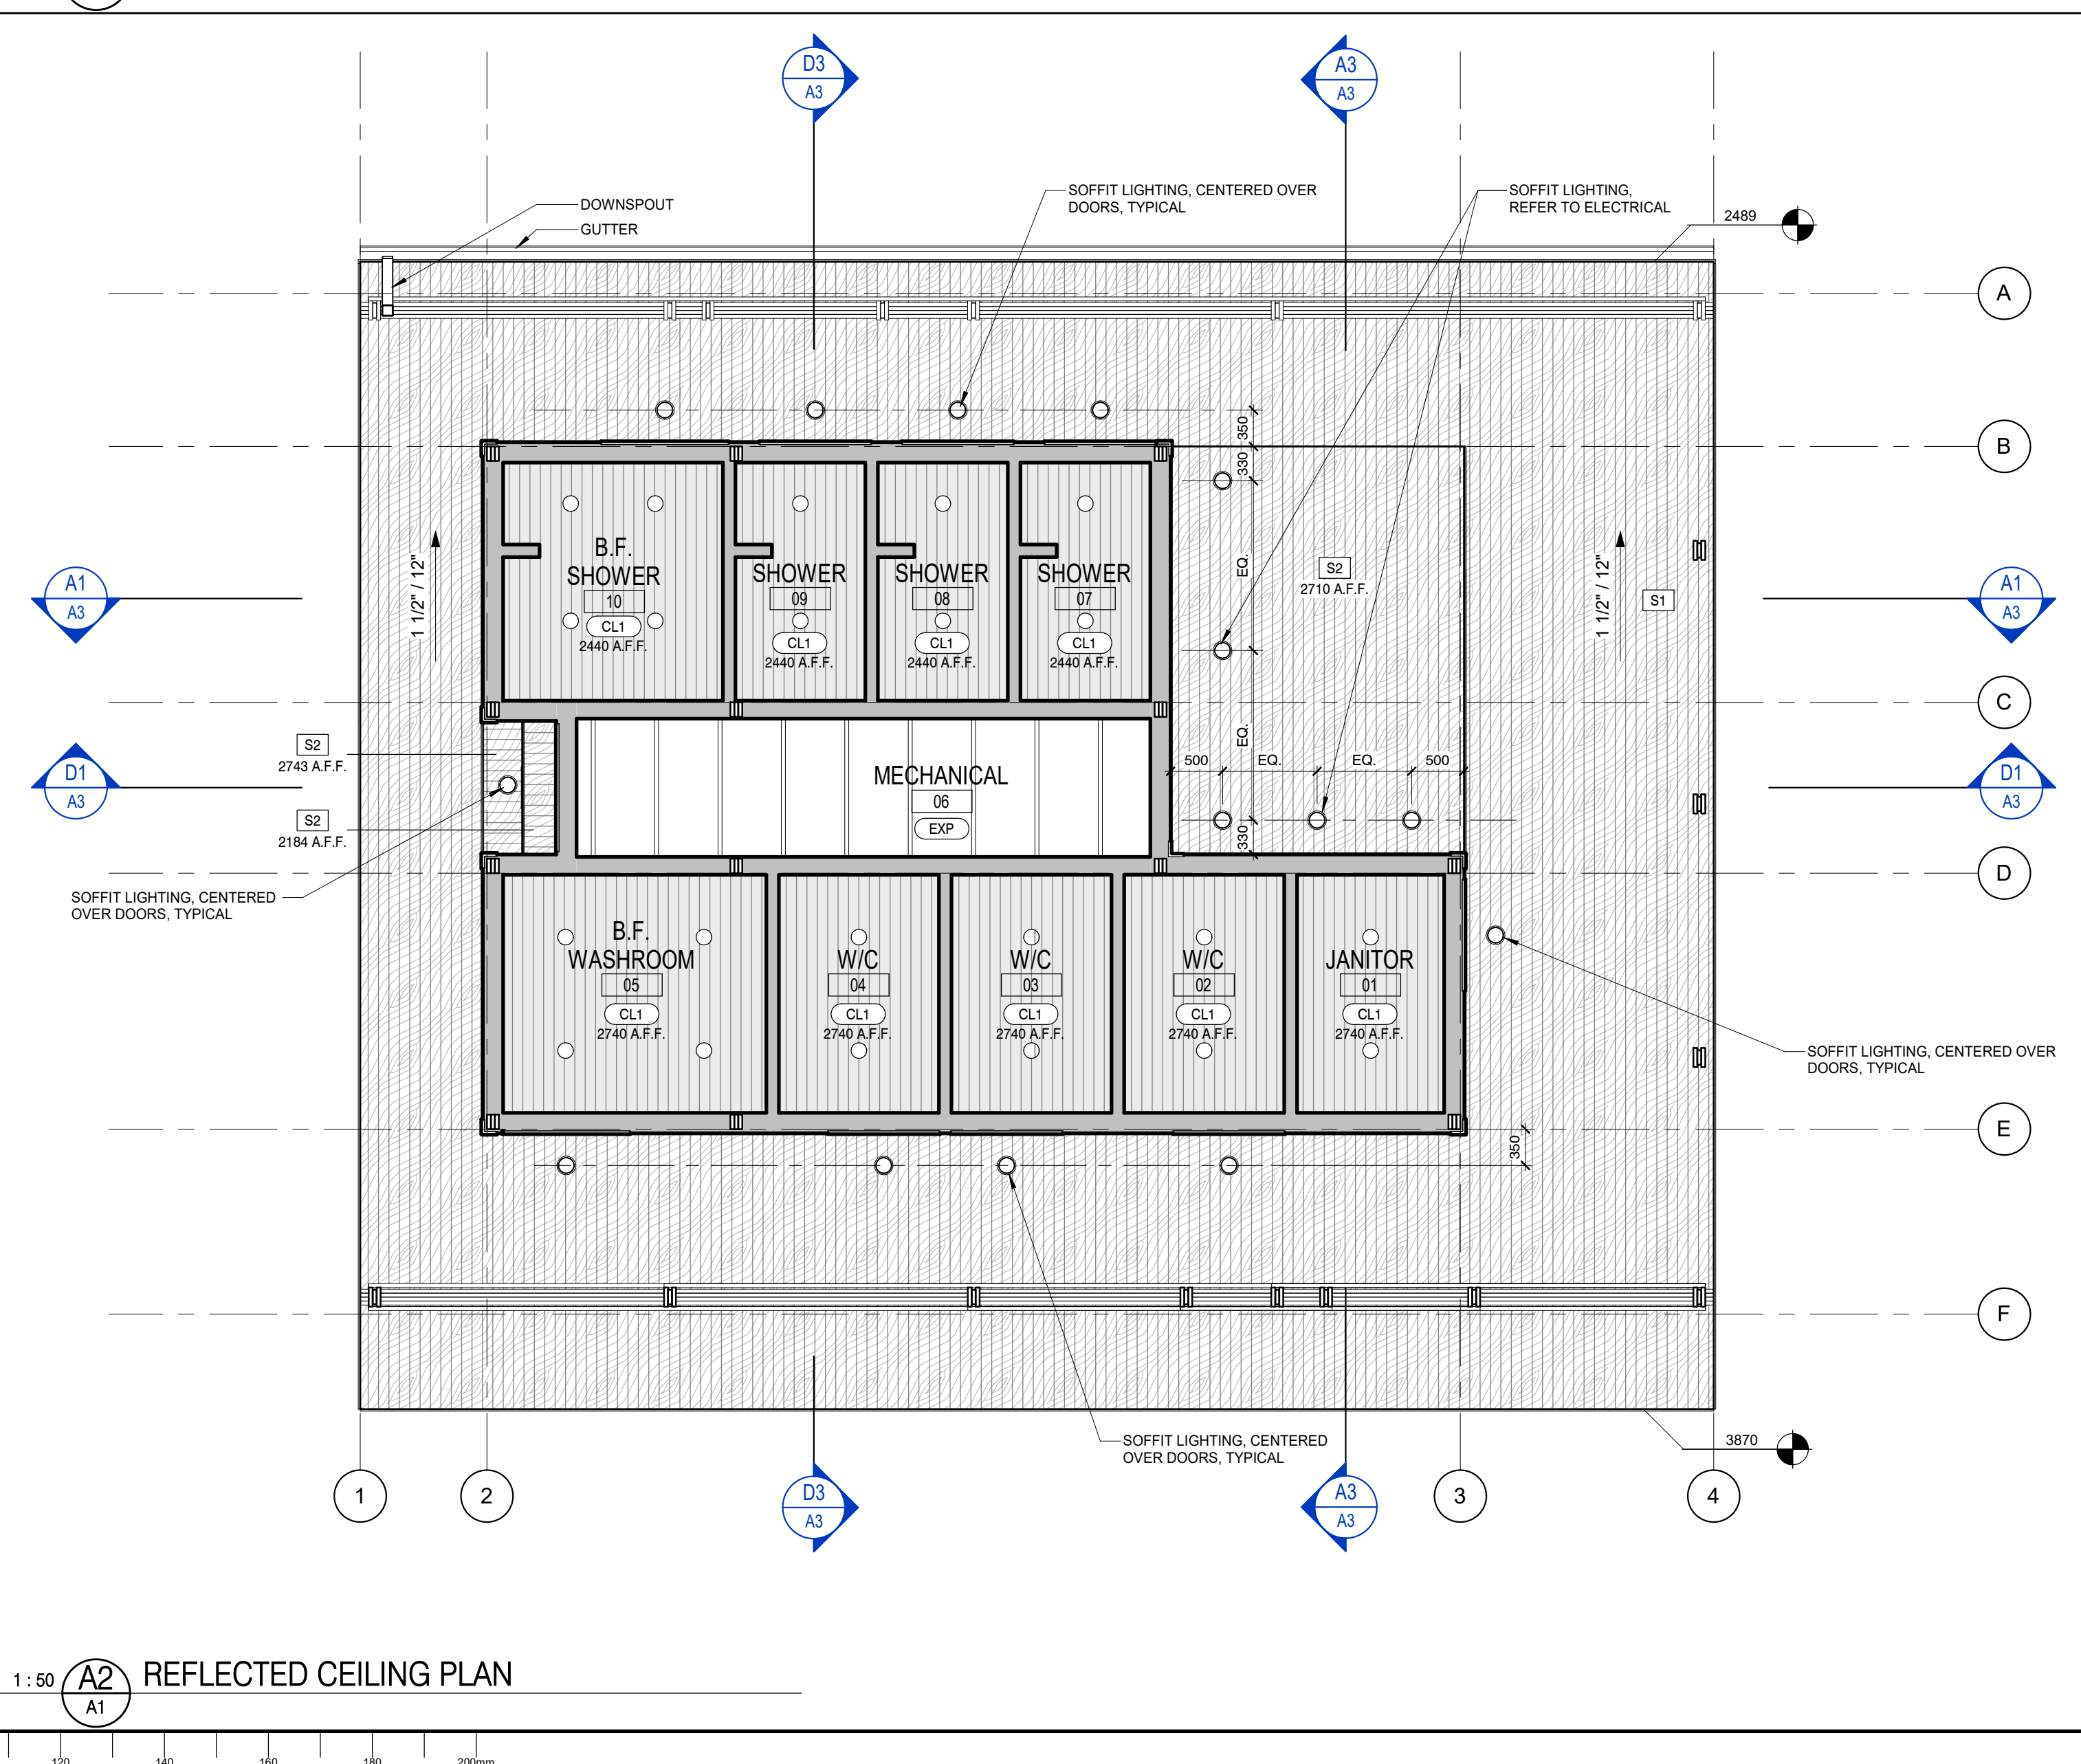 D3
A3
A3
A3
DOWNSPOUT
GUTTER
SOFFIT LIGHTING, CENTERED OVER
DOORS, TYPICAL
SOFFIT LIGHTING,
REFER TO ELECTRICAL
2489
A
B
350
330
EQ.
EQ.
330
1 1/2" / 12"
B.F.
SHOWER
10
CL1
2440 A.F.F.
SHOWER
09
CL1
2440 A.F.F.
SHOWER
08
CL1
2440 A.F.F.
SHOWER
07
CL1
2440 A.F.F.
S2
2710 A.F.F.
1 1/2" / 12"
S1
A1
A3
A1
A3
C
S2
2743 A.F.F.
D1
A3
S2
2184 A.F.F.
MECHANICAL
06
EXP
500
EQ.
EQ.
500
D1
A3
D
SOFFIT LIGHTING, CENTERED
OVER DOORS, TYPICAL
B.F.
WASHROOM
05
CL1
2740 A.F.F.
W/C
04
CL1
2740 A.F.F.
W/C
03
CL1
2740 A.F.F.
W/C
02
CL1
2740 A.F.F.
JANITOR
01
CL1
2740 A.F.F.
SOFFIT LIGHTING, CENTERED OVER
DOORS, TYPICAL
E
350
F
SOFFIT LIGHTING, CENTERED
OVER DOORS, TYPICAL
3870
1
2
D3
A3
A3
A3
3
4
1 : 50
A2
A1
REFLECTED CEILING PLAN
120
140
160
180
200mm